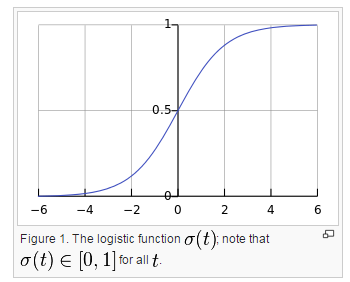 1
0.5
0
−6 −4 −2 0 2 4 6
Figure 1. The logistic function σ(t); note that
σ(t) ∈ [0, 1] for all t.